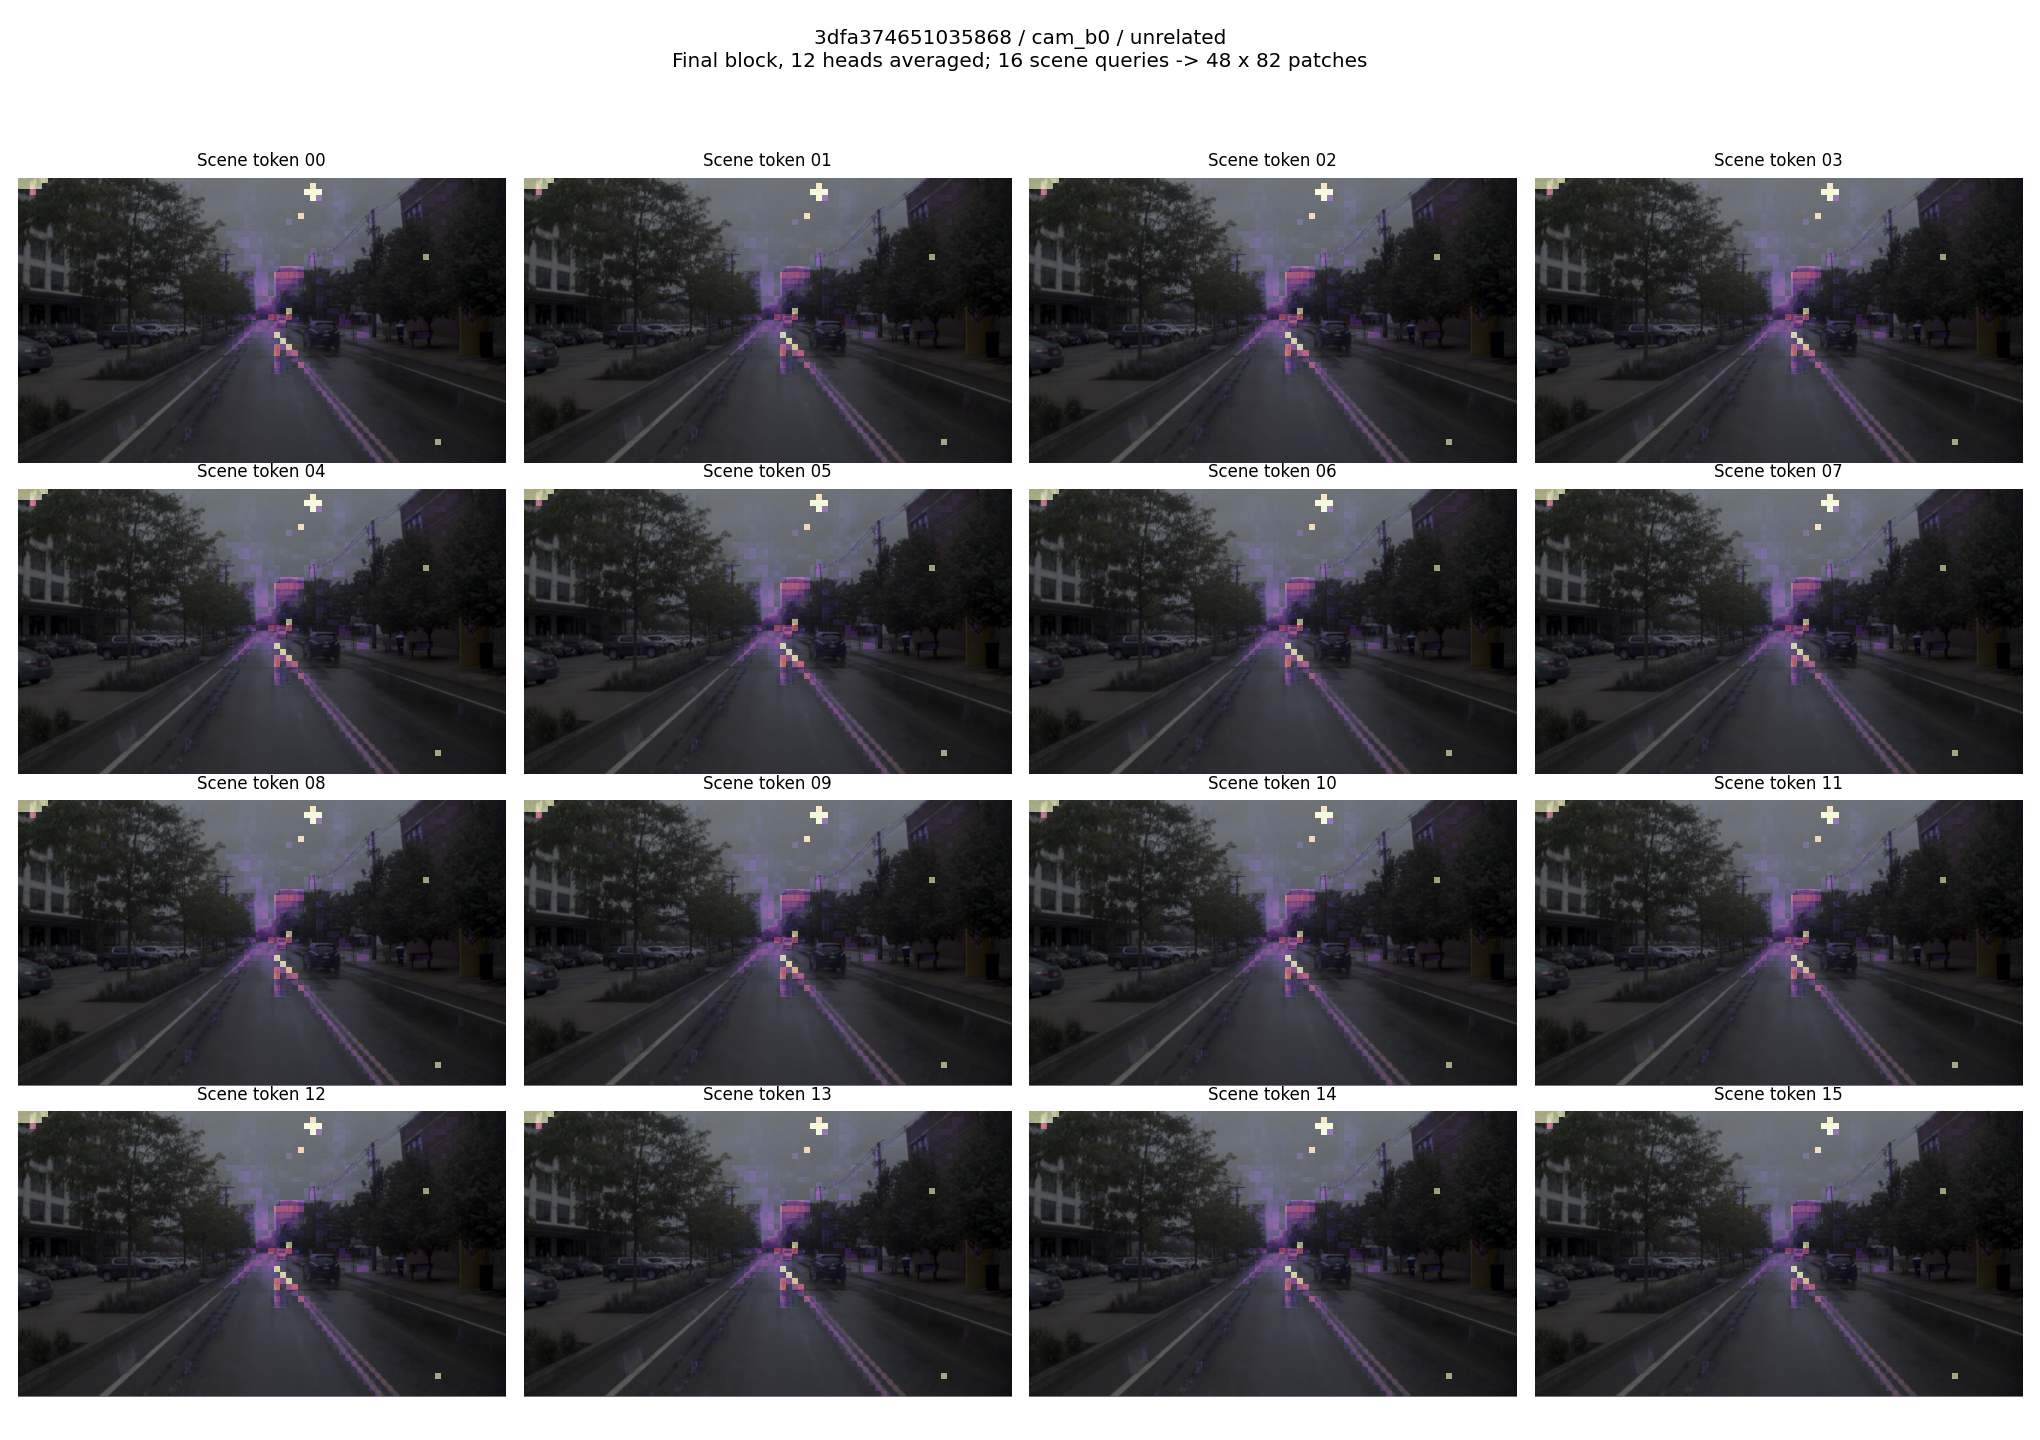 3dfa374651035868 / cam_b0 / unrelated
Final block, 12 heads averaged; 16 scene queries -> 48 x 82 patches
Scene token 00
Scene token 01
Scene token 02
Scene token 03
Scene token 04
Scene token 05
Scene token 06
Scene token 07
Scene token 08
Scene token 09
Scene token 10
Scene token 11
Scene token 12
Scene token 13
Scene token 14
Scene token 15